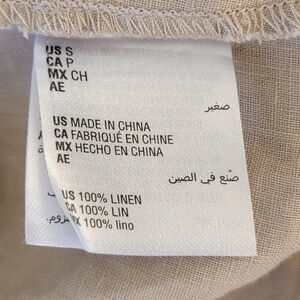 US S
CA P
MX CH
AE
صغير
US MADE IN CHINA
CA FABRIQUÉ EN CHINE
MX HECHO EN CHINA
AE
صنع في الصين
US 100% LINEN
CA 100% LIN
100% lino